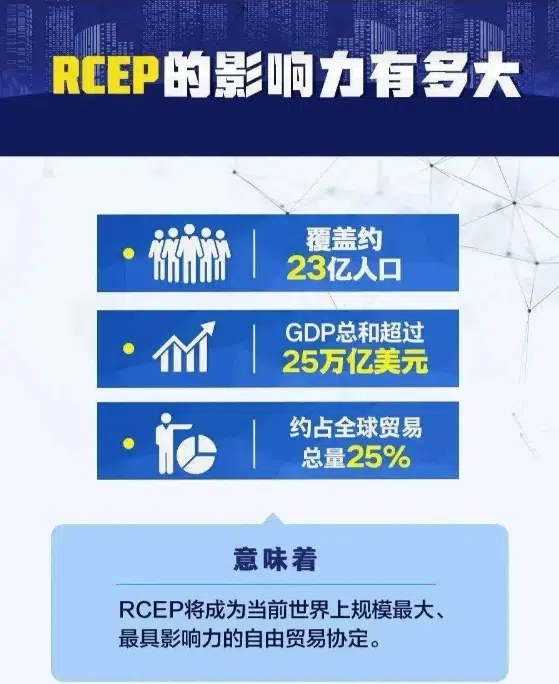 RCEP的影响力有多大
覆盖约
23亿人口
GDP总和超过
25万亿美元
约占全球贸易
总量25%
意味着
RCEP将成为当前世界上规模最大、
最具影响力的自由贸易协定。